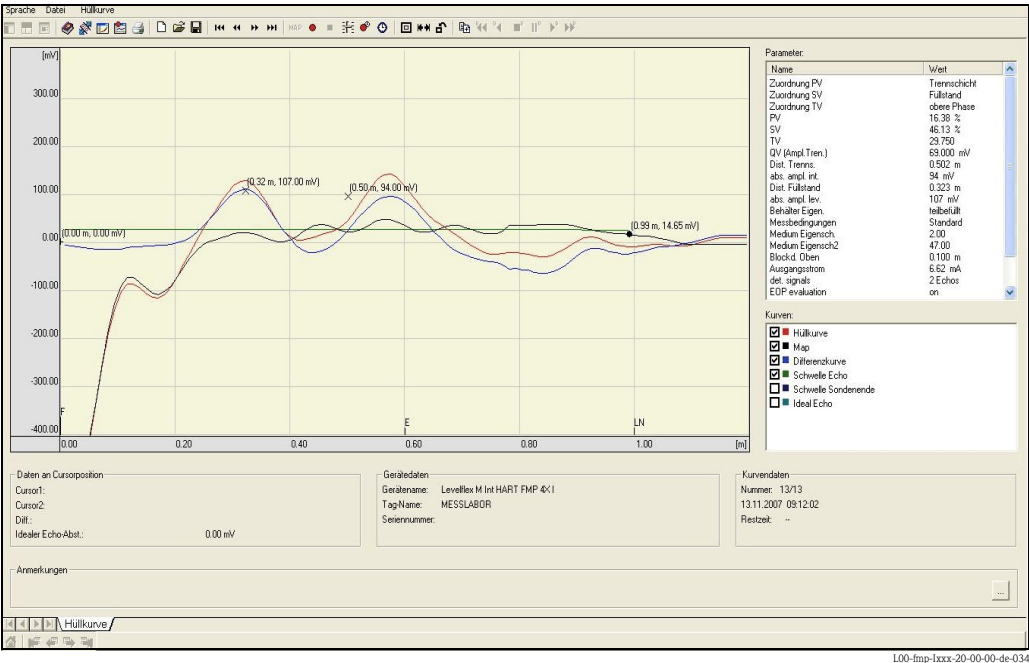 Sprache Datei Hüllkurve
MAP
[mV]
300.00
200.00
100.00
0.00
-100.00
-200.00
-300.00
-400.00
(0.00 m, 0.00 mV)
(0.32 m, 107.00 mV)
(0.50 m, 94.00 mV)
(0.99 m, 14.65 mV)
F
E
LN
0.00 0.20 0.40 0.60 0.80 1.00 [m]
Parameter:
Name Wert
Zuordnung PV Trennschicht
Zuordnung SV Füllstand
Zuordnung TV obere Phase
PV 16.38 %
SV 46.13 %
TV 29.750
QV (Ampl.Tren.) 69.000 mV
Dist. Trenns. 0.502 m
abs. ampl. int. 94 mV
Dist. Füllstand 0.323 m
abs. ampl. lev. 107 mV
Behälter Eigen. teilbefüllt
Messbedingungen Standard
Medium Eigensch. 2.00
Medium Eigensch2 47.00
Blockd. Oben 0.100 m
Ausgangsstrom 6.62 mA
det. signals 2 Echos
EOP evaluation on
Kurven:
Hüllkurve
Map
Differenzkurve
Schwelle Echo
Schwelle Sondenende
Ideal Echo
Daten an Cursorposition
Cursor1:
Cursor2:
Diff.:
Idealer Echo-Abst.: 0.00 mV
Gerätedaten
Gerätename: Levelflex M Int HART FMP 4X I
Tag-Name: MESSLABOR
Seriennummer:
Kurvendaten
Nummer: 13/13
13.11.2007 09:12:02
Restzeit: --
Anmerkungen
...
Hüllkurve
L00-fmp-Ixxx-20-00-00-de-034